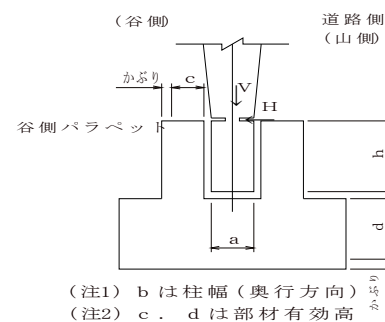 (谷側)
道路側
(山側)
かぶり
c
V
H
谷側パラペット
h
a
d
かぶり
(注1) bは柱幅(奥行方向)
(注2) c. dは部材有効高